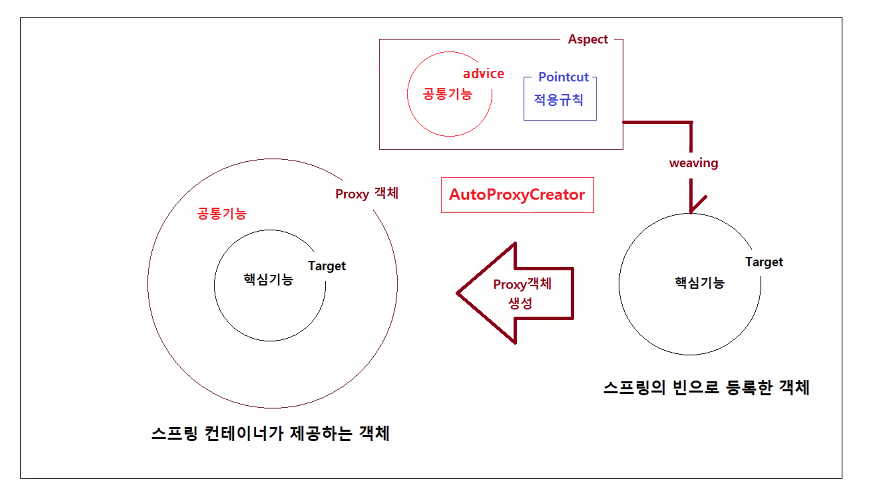 Aspect
advice
공통기능
Pointcut
적용규칙
weaving
AutoProxyCreator
Proxy 객체
공통기능
Target
핵심기능
Proxy객체
생성
Target
핵심기능
스프링의 빈으로 등록한 객체
스프링 컨테이너가 제공하는 객체